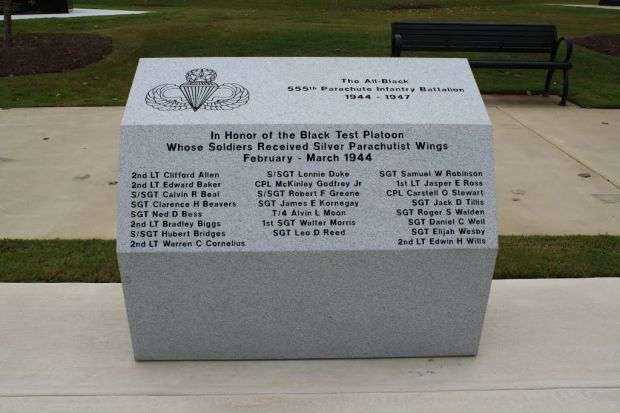 The All-Black
555th Parachute Infantry Battalion
1944 - 1947
In Honor of the Black Test Platoon
Whose Soldiers Received Silver Parachutist Wings
February - March 1944
2nd LT Clifford Allen
2nd LT Edward Baker
S/SGT Calvin R Beal
SGT Clarence H Beavers
SGT Ned D Bess
2nd LT Bradley Biggs
S/SGT Hubert Bridges
2nd LT Warren C Cornelius
S/SGT Lonnie Duke
CPL McKinley Godfrey Jr
S/SGT Robert F Greene
SGT James E Kornegay
T/4 Alvin L Moon
1st SGT Walter Morris
SGT Leo D Reed
SGT Samuel W Robinson
1st LT Jasper E Ross
CPL Carstell O Stewart
SGT Jack D Tillis
SGT Roger S Walden
SGT Daniel C Weil
SGT Elijah Wesby
2nd LT Edwin H Wills